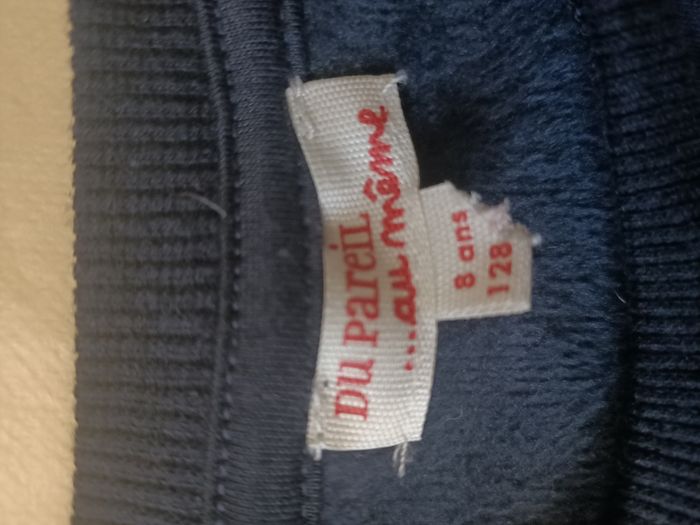 DU PareiL
...au même
8 ans
128